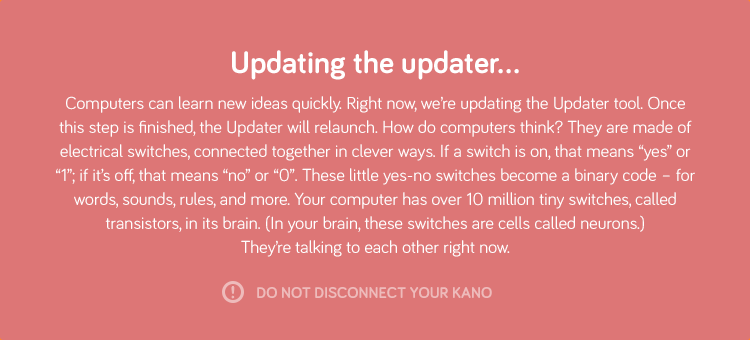 Updating the updater...
Computers can learn new ideas quickly. Right now, we're updating the Updater tool. Once
this step is finished, the Updater will relaunch. How do computers think? They are made of
electrical switches, connected together in clever ways. If a switch is on, that means “yes” or
“1”; if it's off, that means “no” or “0”. These little yes-no switches become a binary code – for
words, sounds, rules, and more. Your computer has over 10 million tiny switches, called
transistors, in its brain. (In your brain, these switches are cells called neurons.)
They're talking to each other right now.
DO NOT DISCONNECT YOUR KANO